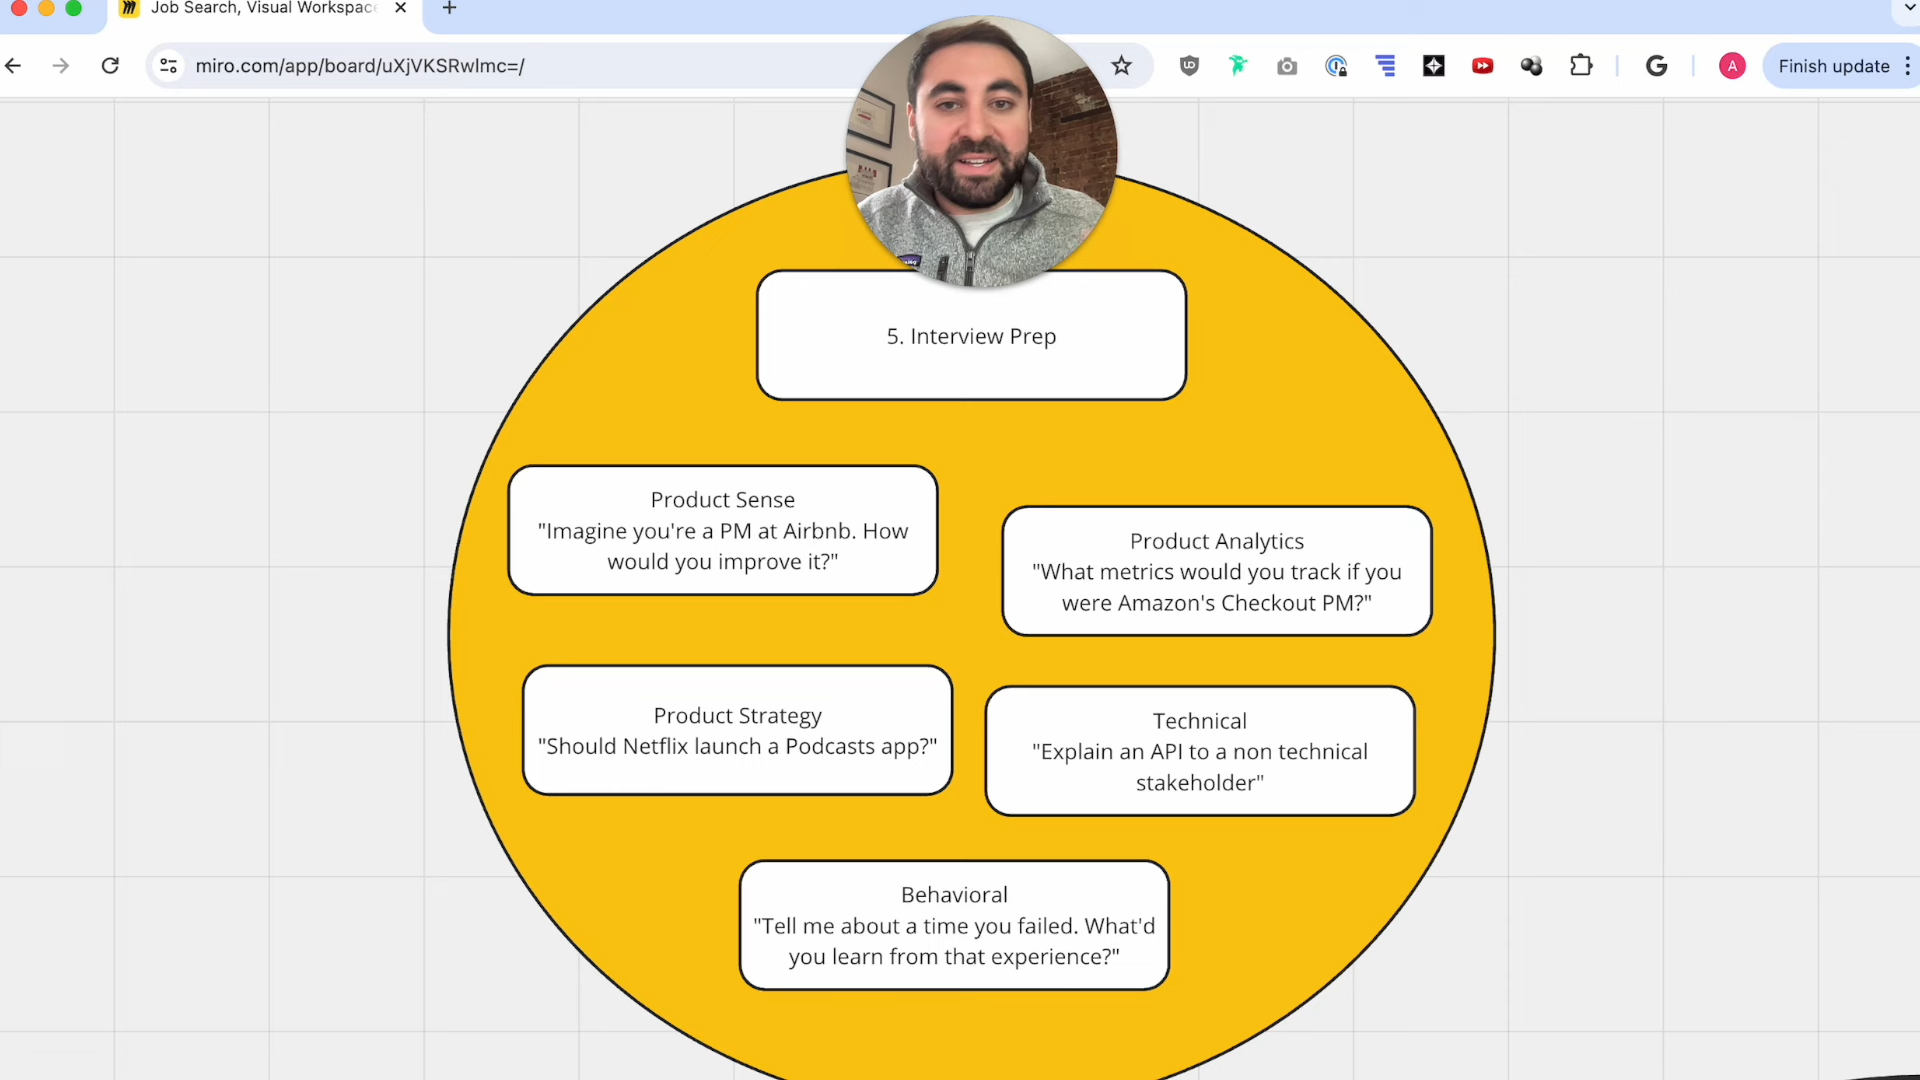 Job Search, Visual Workspace
miro.com/app/board/uXjVKSRwlmc=/
A
Finish update
5. Interview Prep
Product Sense
"Imagine you're a PM at Airbnb. How
would you improve it?"
Product Analytics
"What metrics would you track if you
were Amazon's Checkout PM?"
Product Strategy
"Should Netflix launch a Podcasts app?"
Technical
"Explain an API to a non technical
stakeholder"
Behavioral
"Tell me about a time you failed. What'd
you learn from that experience?"